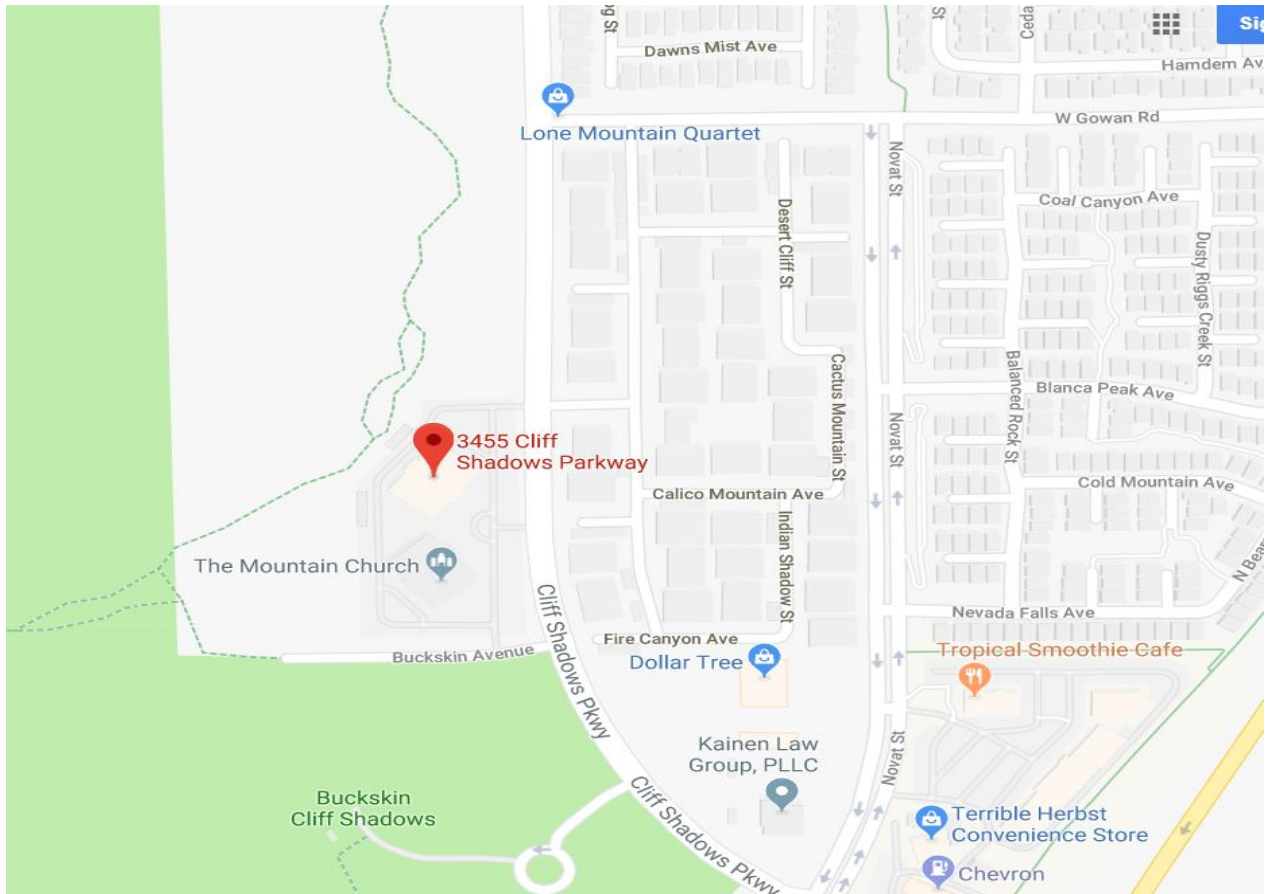 St
Dawns Mist Ave
St
Sig
Hamdem Av
Lone Mountain Quartet
W Gowan Rd
Novat St
Desert Cliff St
Coal Canyon Ave
Dusty Riggs Creek St
Cactus Mountain St
Balanced Rock St
Blanca Peak Ave
3455 Cliff
Shadows Parkway
Novat St
Calico Mountain Ave
Cold Mountain Ave
Indian Shadow St
The Mountain Church
N Bear
Cliff Shadows Pkwy
Nevada Falls Ave
Fire Canyon Ave
Buckskin Avenue
Dollar Tree
Tropical Smoothie Cafe
Kainen Law
Group, PLLC
Novat St
Buckskin
Cliff Shadows
Cliff Shadows Pkwy
Terrible Herbst
Convenience Store
Chevron